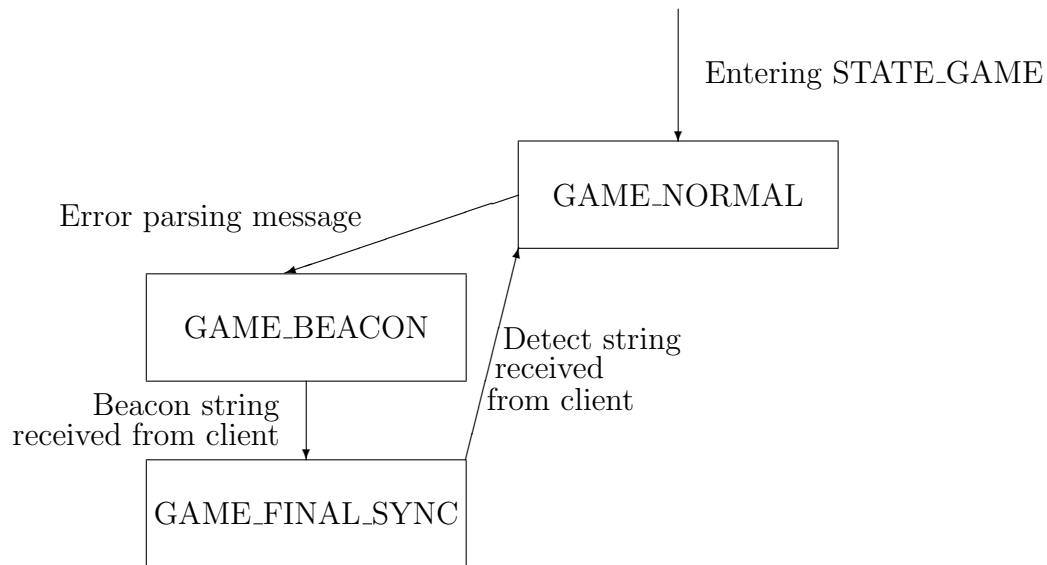 Entering STATE_GAME
GAME_NORMAL
Error parsing message
GAME_BEACON
Detect string
received
from client
Beacon string
received from client
GAME_FINAL_SYNC